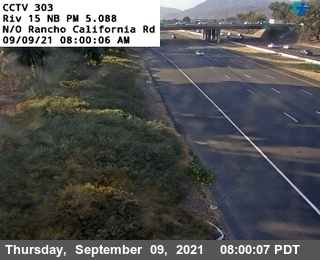 CCTV 303
Riv 15 NB PM 5.088
N/O Rancho California Rd
09/09/21 08:00:06 AM
Thursday, September 09, 2021 08:00:07 PDT